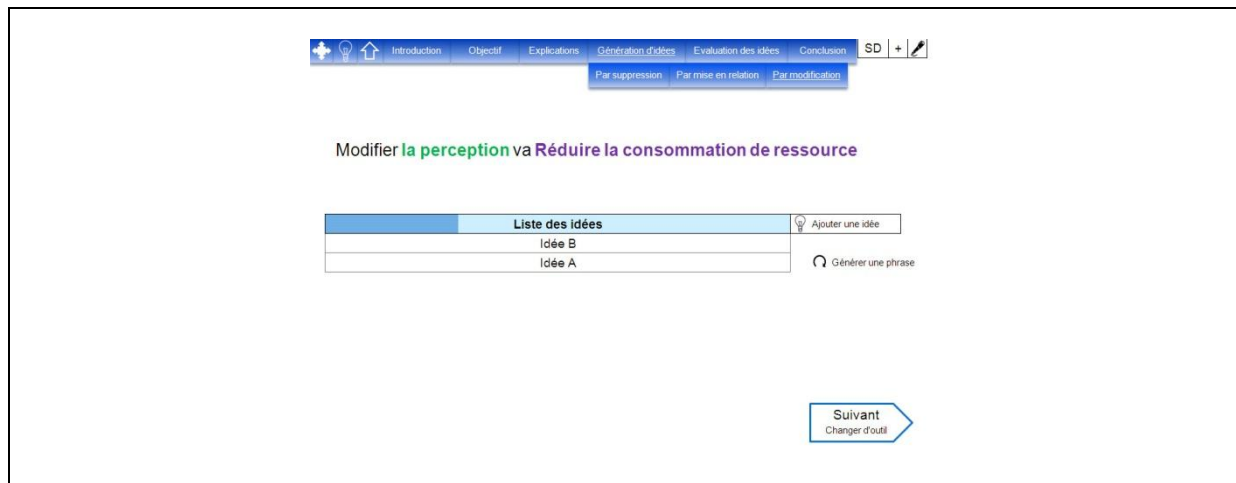 Introduction Objectif Explications Génération d'idées Evaluation des idées Conclusion SD +
Par suppression Par mise en relation Par modification
Modifier la perception va Réduire la consommation de ressource
Liste des idées Ajouter une idée
Idée B
Idée A Générer une phrase
Suivant
Changer d'outil